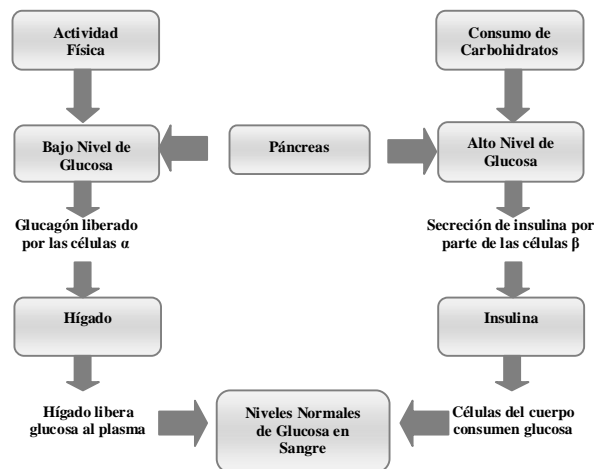 Actividad
Física
Consumo de
Carbohidratos
Bajo Nivel de
Glucosa
Páncreas
Alto Nivel de
Glucosa
Glucagón liberado
por las células α
Secreción de insulina por
parte de las células β
Hígado
Insulina
Hígado libera
glucosa al plasma
Niveles Normales
de Glucosa en
Sangre
Células del cuerpo
consumen glucosa